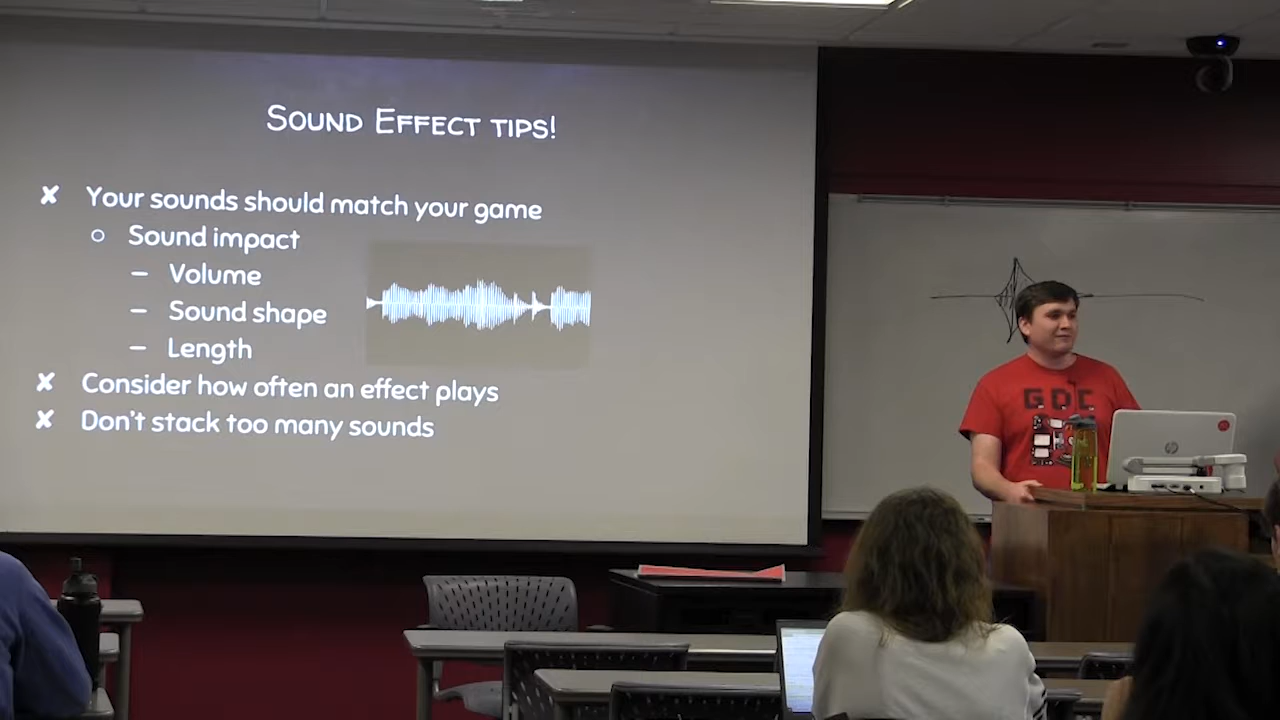 Sound Effect tips!
✘ Your sounds should match your game
○ Sound impact
– Volume
– Sound shape
– Length
✘ Consider how often an effect plays
✘ Don't stack too many sounds
GDC
hp